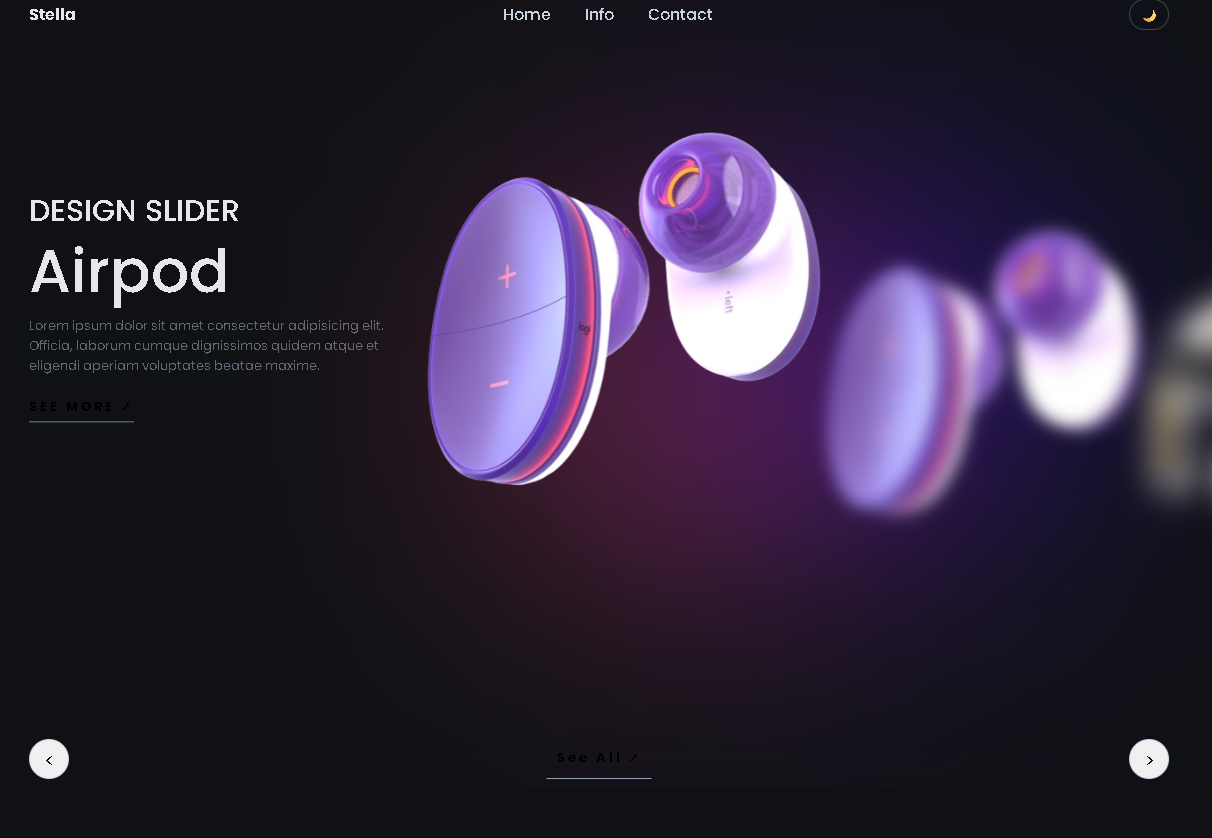 Stella
Home Info Contact
DESIGN SLIDER
Airpod
Lorem ipsum dolor sit amet consectetur adipisicing elit.
Officia, laborum cumque dignissimos quidem atque et
eligendi aperiam voluptates beatae maxime.
SEE MORE ↗
+
logi
−
• left
< See All ↗ >